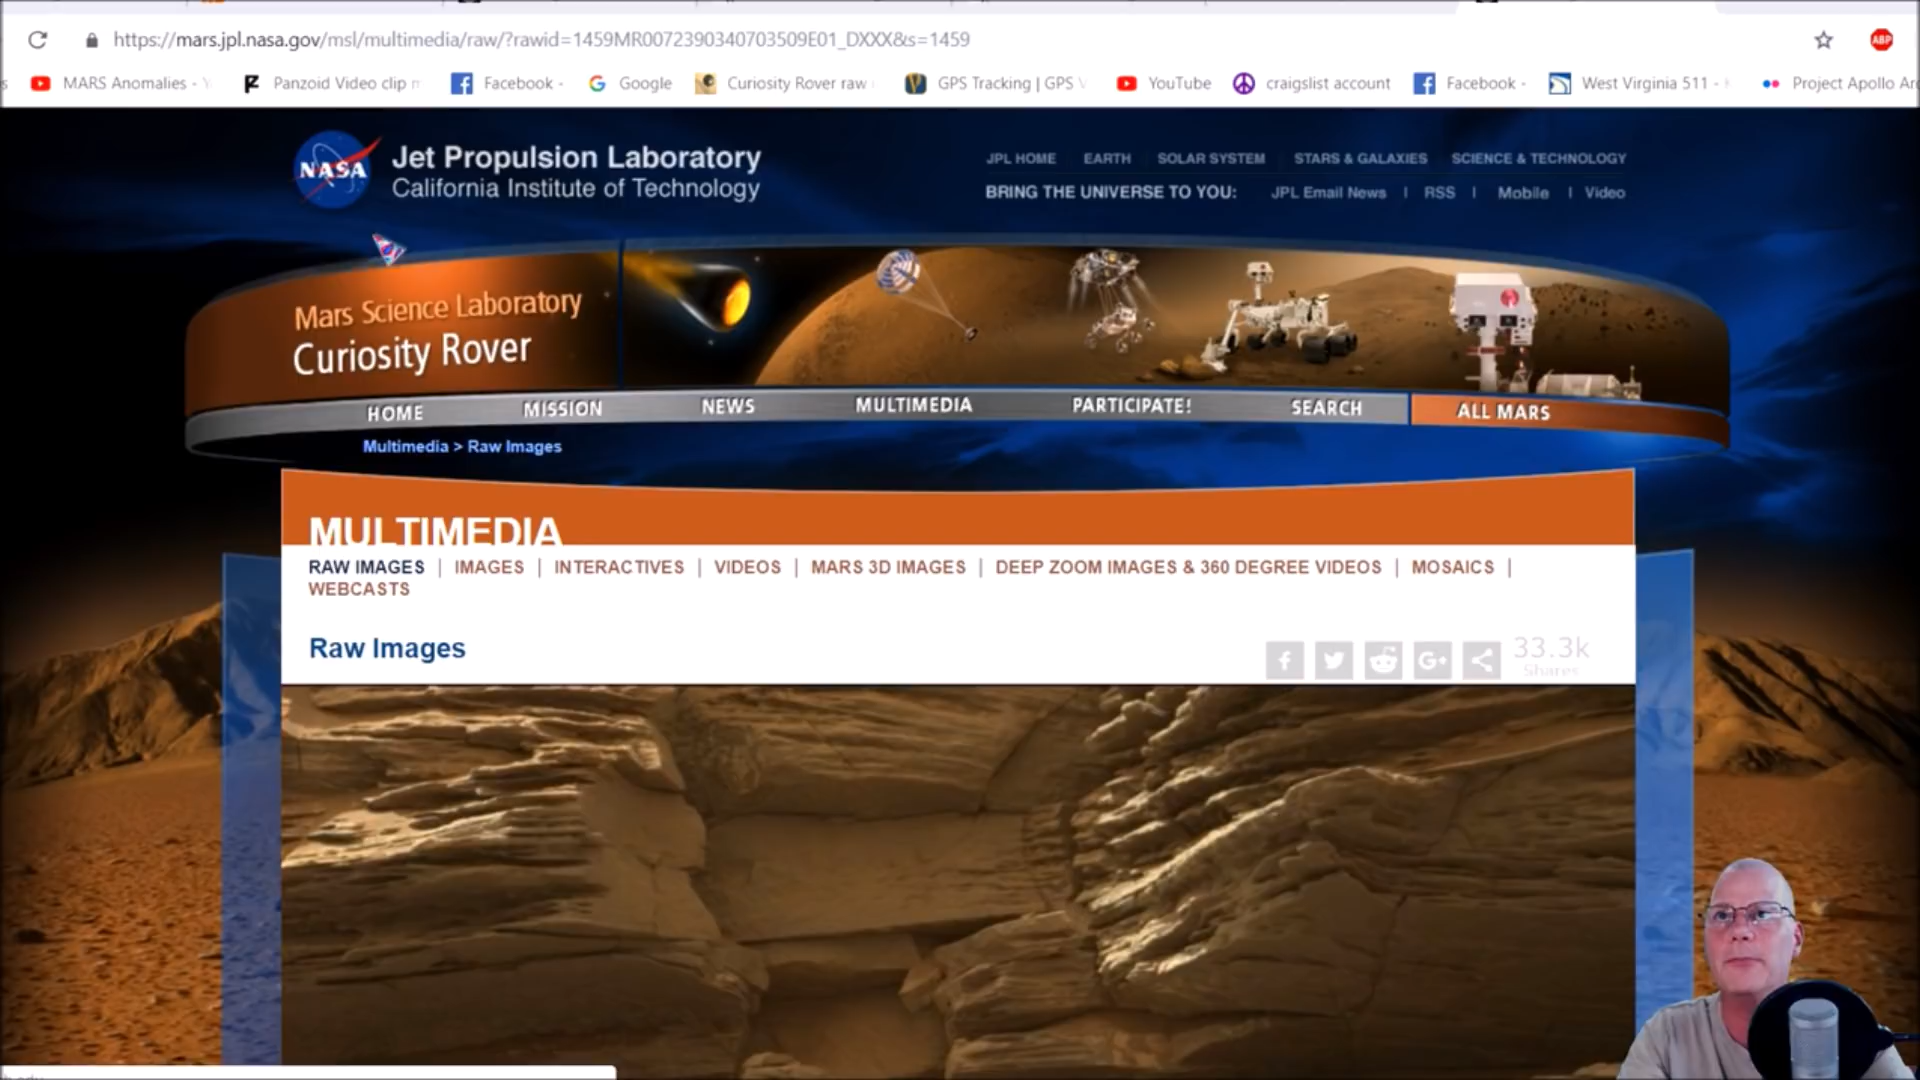 https://mars.jpl.nasa.gov/msl/multimedia/raw/?rawid=1459MR0072390340703509E01_DXXX&s=1459
ABP
s MARS Anomalies - Panzoid Video clip Facebook - Google Curiosity Rover raw GPS Tracking | GPS YouTube craigslist account Facebook - West Virginia 511 - Project Apollo Arc
NASA
Jet Propulsion Laboratory
California Institute of Technology
JPL HOME EARTH SOLAR SYSTEM STARS & GALAXIES SCIENCE & TECHNOLOGY
BRING THE UNIVERSE TO YOU: JPL Email News | RSS | Mobile | Video
Mars Science Laboratory
Curiosity Rover
HOME MISSION NEWS MULTIMEDIA PARTICIPATE! SEARCH ALL MARS
Multimedia > Raw Images
MULTIMEDIA
RAW IMAGES | IMAGES | INTERACTIVES | VIDEOS | MARS 3D IMAGES | DEEP ZOOM IMAGES & 360 DEGREE VIDEOS | MOSAICS |
WEBCASTS
Raw Images
33.3k
Shares